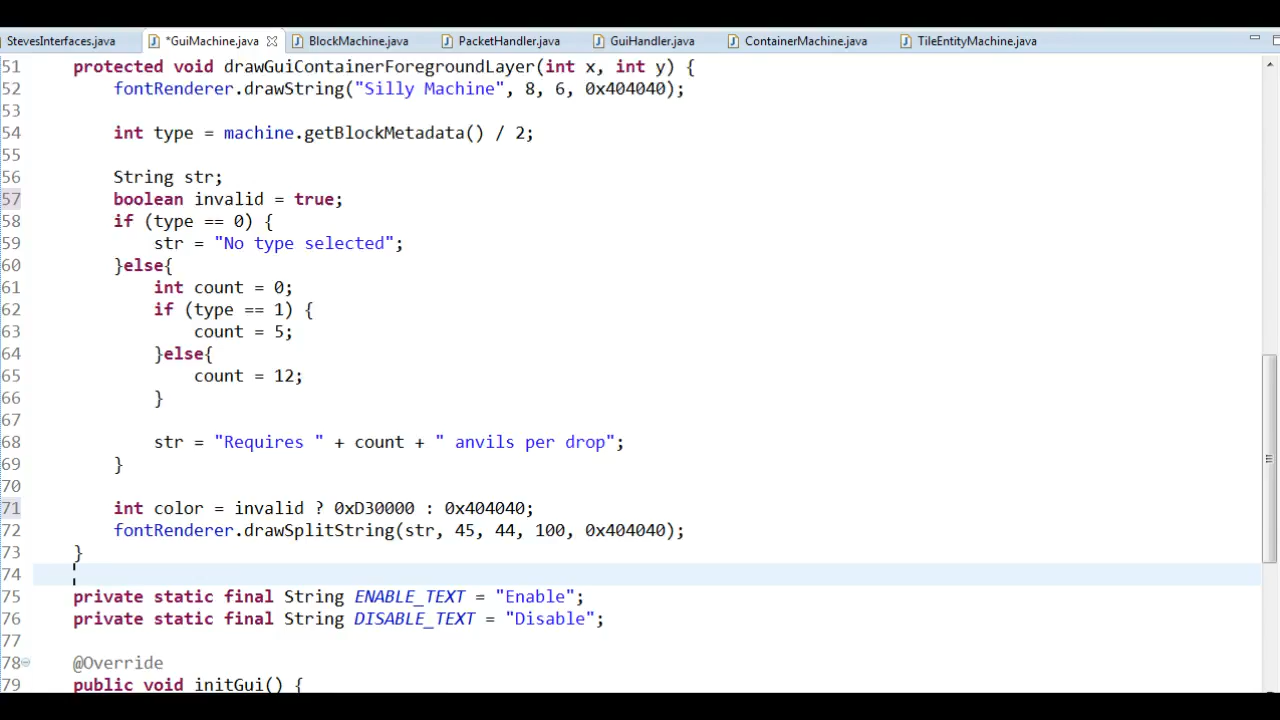 StevesInterfaces.java *GuiMachine.java BlockMachine.java PacketHandler.java GuiHandler.java ContainerMachine.java TileEntityMachine.java
51 protected void drawGuiContainerForegroundLayer(int x, int y) {
52 fontRenderer.drawString("Silly Machine", 8, 6, 0x404040);
53
54 int type = machine.getBlockMetadata() / 2;
55
56 String str;
57 boolean invalid = true;
58 if (type == 0) {
59 str = "No type selected";
60 }else{
61 int count = 0;
62 if (type == 1) {
63 count = 5;
64 }else{
65 count = 12;
66 }
67
68 str = "Requires " + count + " anvils per drop";
69 }
70
71 int color = invalid ? 0xD30000 : 0x404040;
72 fontRenderer.drawSplitString(str, 45, 44, 100, 0x404040);
73 }
74
75 private static final String ENABLE_TEXT = "Enable";
76 private static final String DISABLE_TEXT = "Disable";
77
78 @Override
79 public void initGui() {